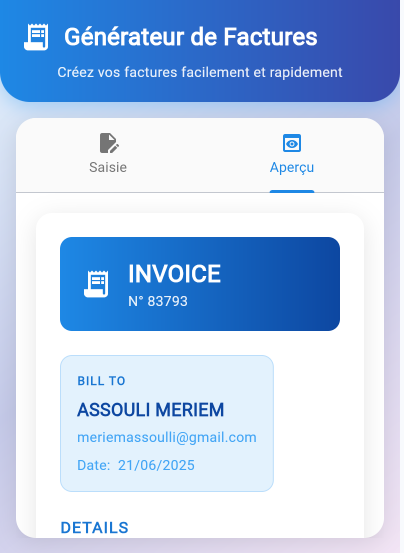 Générateur de Factures
Créez vos factures facilement et rapidement
Saisie
Aperçu
INVOICE
N° 83793
BILL TO
ASSOULI MERIEM
meriemassoulli@gmail.com
Date: 21/06/2025
DETAILS